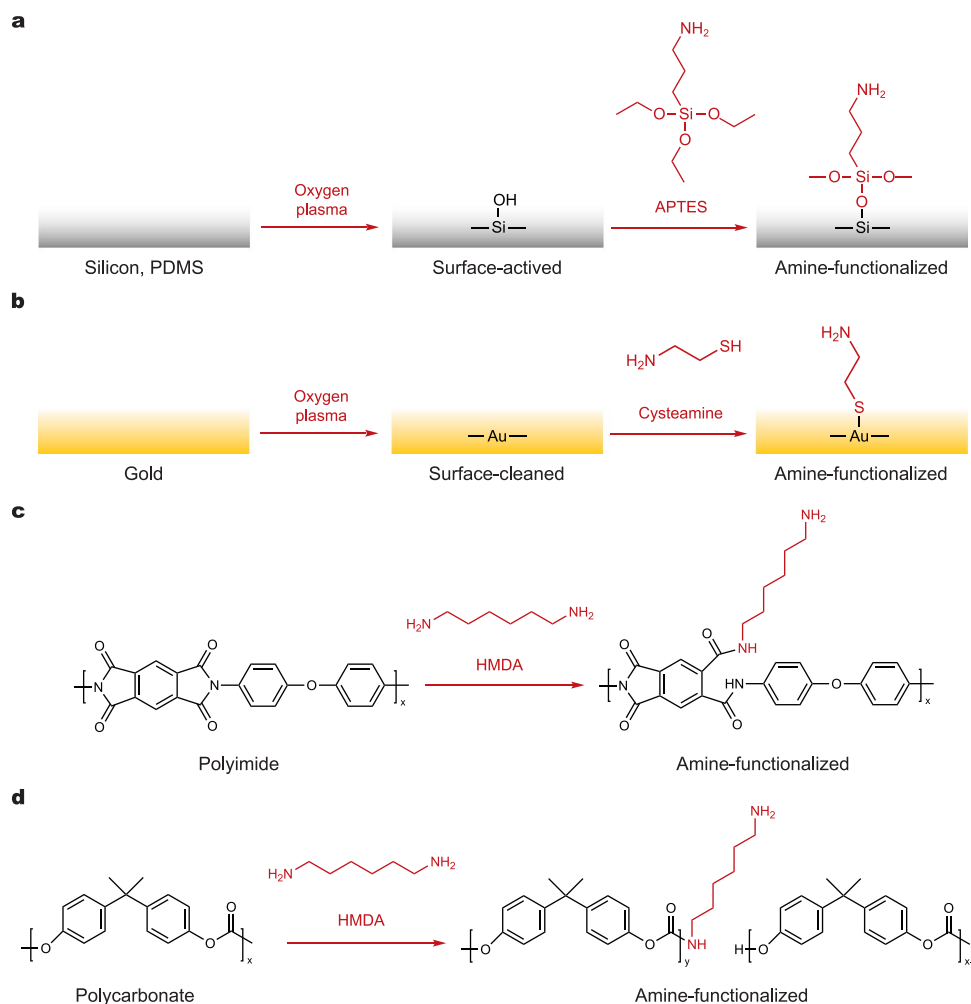 a
NH₂
NH₂
Si
O
O
O
Oxygen
plasma
OH
Si
APTES
O
Si
O
O
Si
Silicon, PDMS
Surface-actived
Amine-functionalized
b
H₂N
SH
H₂N
Oxygen
plasma
Cysteamine
S
Au
Au
Gold
Surface-cleaned
Amine-functionalized
c
NH₂
H₂N
NH₂
HMDA
O
O
N
N
O
O
O
x
O
O
NH
N
HN
O
O
O
x
Polyimide
Amine-functionalized
d
NH₂
H₂N
NH₂
HMDA
O
O
O
x
O
O
O
NH
y
H
O
O
O
x-
Polycarbonate
Amine-functionalized